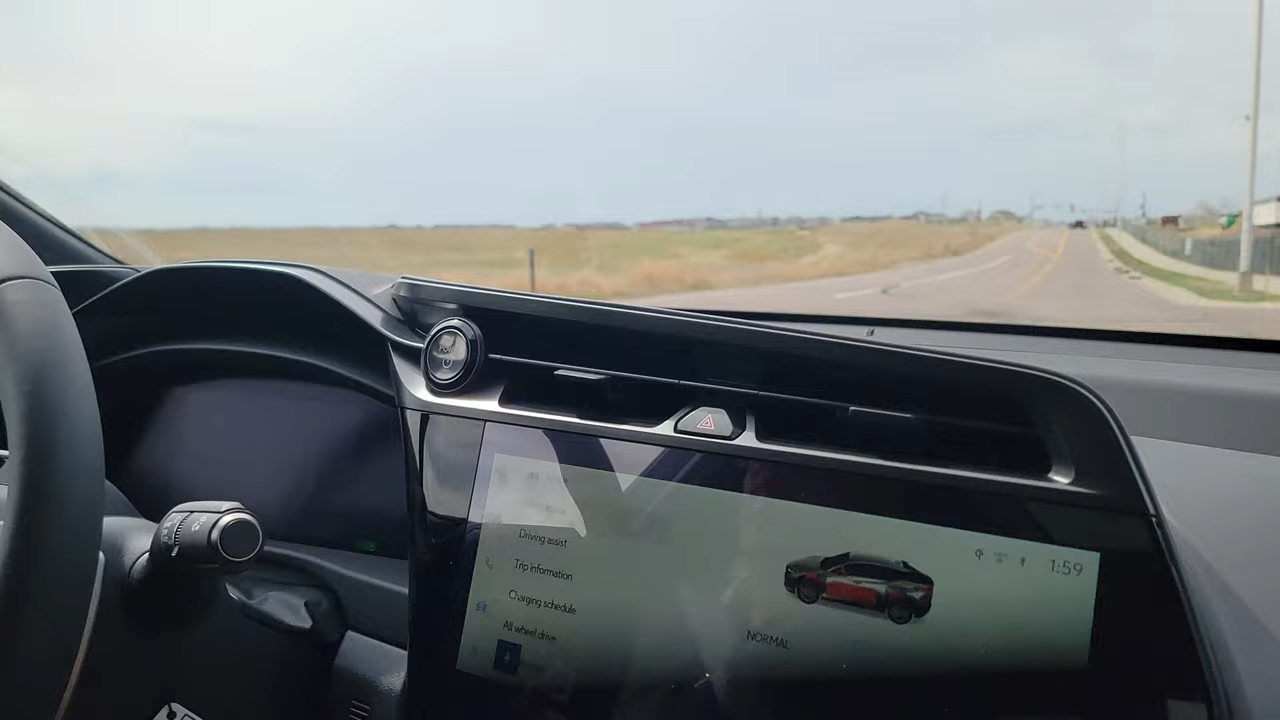 Driving assist
Trip information
Charging schedule
All wheel drive
1:59
NORMAL